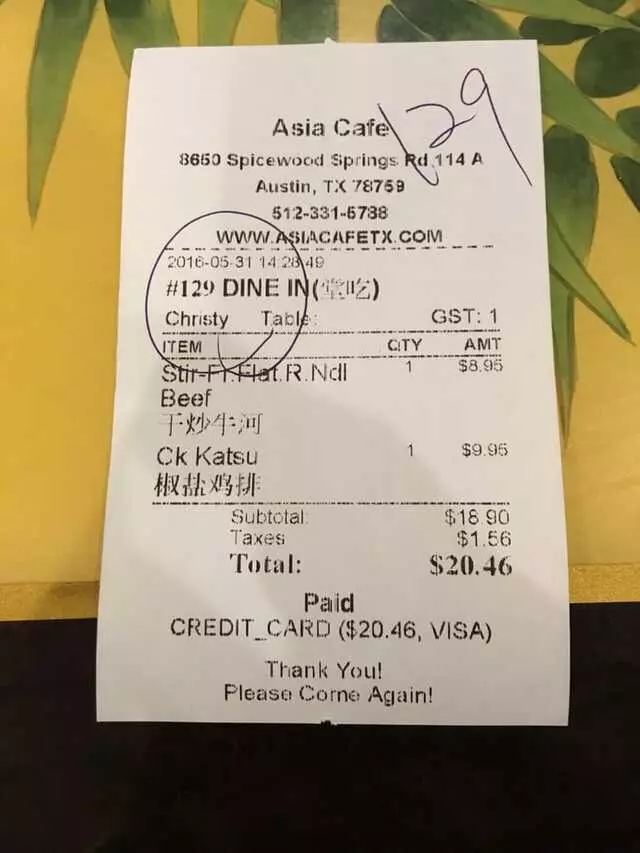 129
Asia Cafe
8650 Spicewood Springs Rd,114 A
Austin, TX 78759
512-331-5788
WWW.ASIACAFETX.COM
2016-05-31 14:28:49
#129 DINE IN(堂吃)
Christy Table: GST: 1
ITEM QTY AMT
Stir-Fr.Flat.R.Ndl 1 $8.95
Beef
干炒牛河
Ck Katsu 1 $9.95
椒盐鸡排
Subtotal: $18.90
Taxes $1.56
Total: $20.46
Paid
CREDIT_CARD ($20.46, VISA)
Thank You!
Please Come Again!